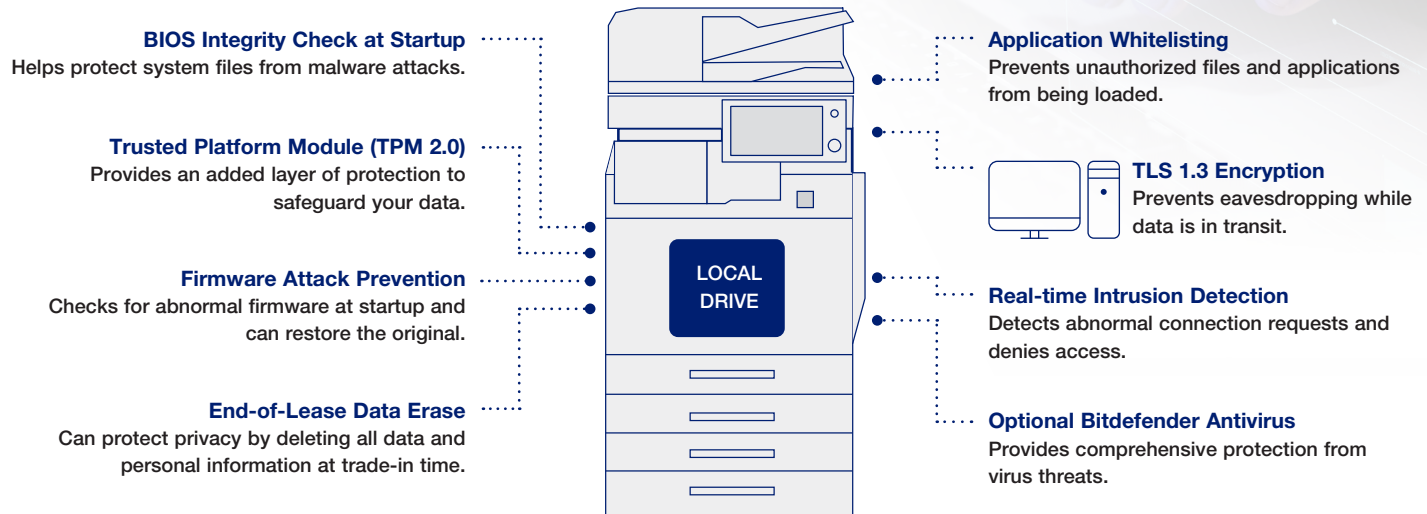 BIOS Integrity Check at Startup
Helps protect system files from malware attacks.
Trusted Platform Module (TPM 2.0)
Provides an added layer of protection to
safeguard your data.
Firmware Attack Prevention
Checks for abnormal firmware at startup and
can restore the original.
End-of-Lease Data Erase
Can protect privacy by deleting all data and
personal information at trade-in time.
LOCAL
DRIVE
Application Whitelisting
Prevents unauthorized files and applications
from being loaded.
TLS 1.3 Encryption
Prevents eavesdropping while
data is in transit.
Real-time Intrusion Detection
Detects abnormal connection requests and
denies access.
Optional Bitdefender Antivirus
Provides comprehensive protection from
virus threats.